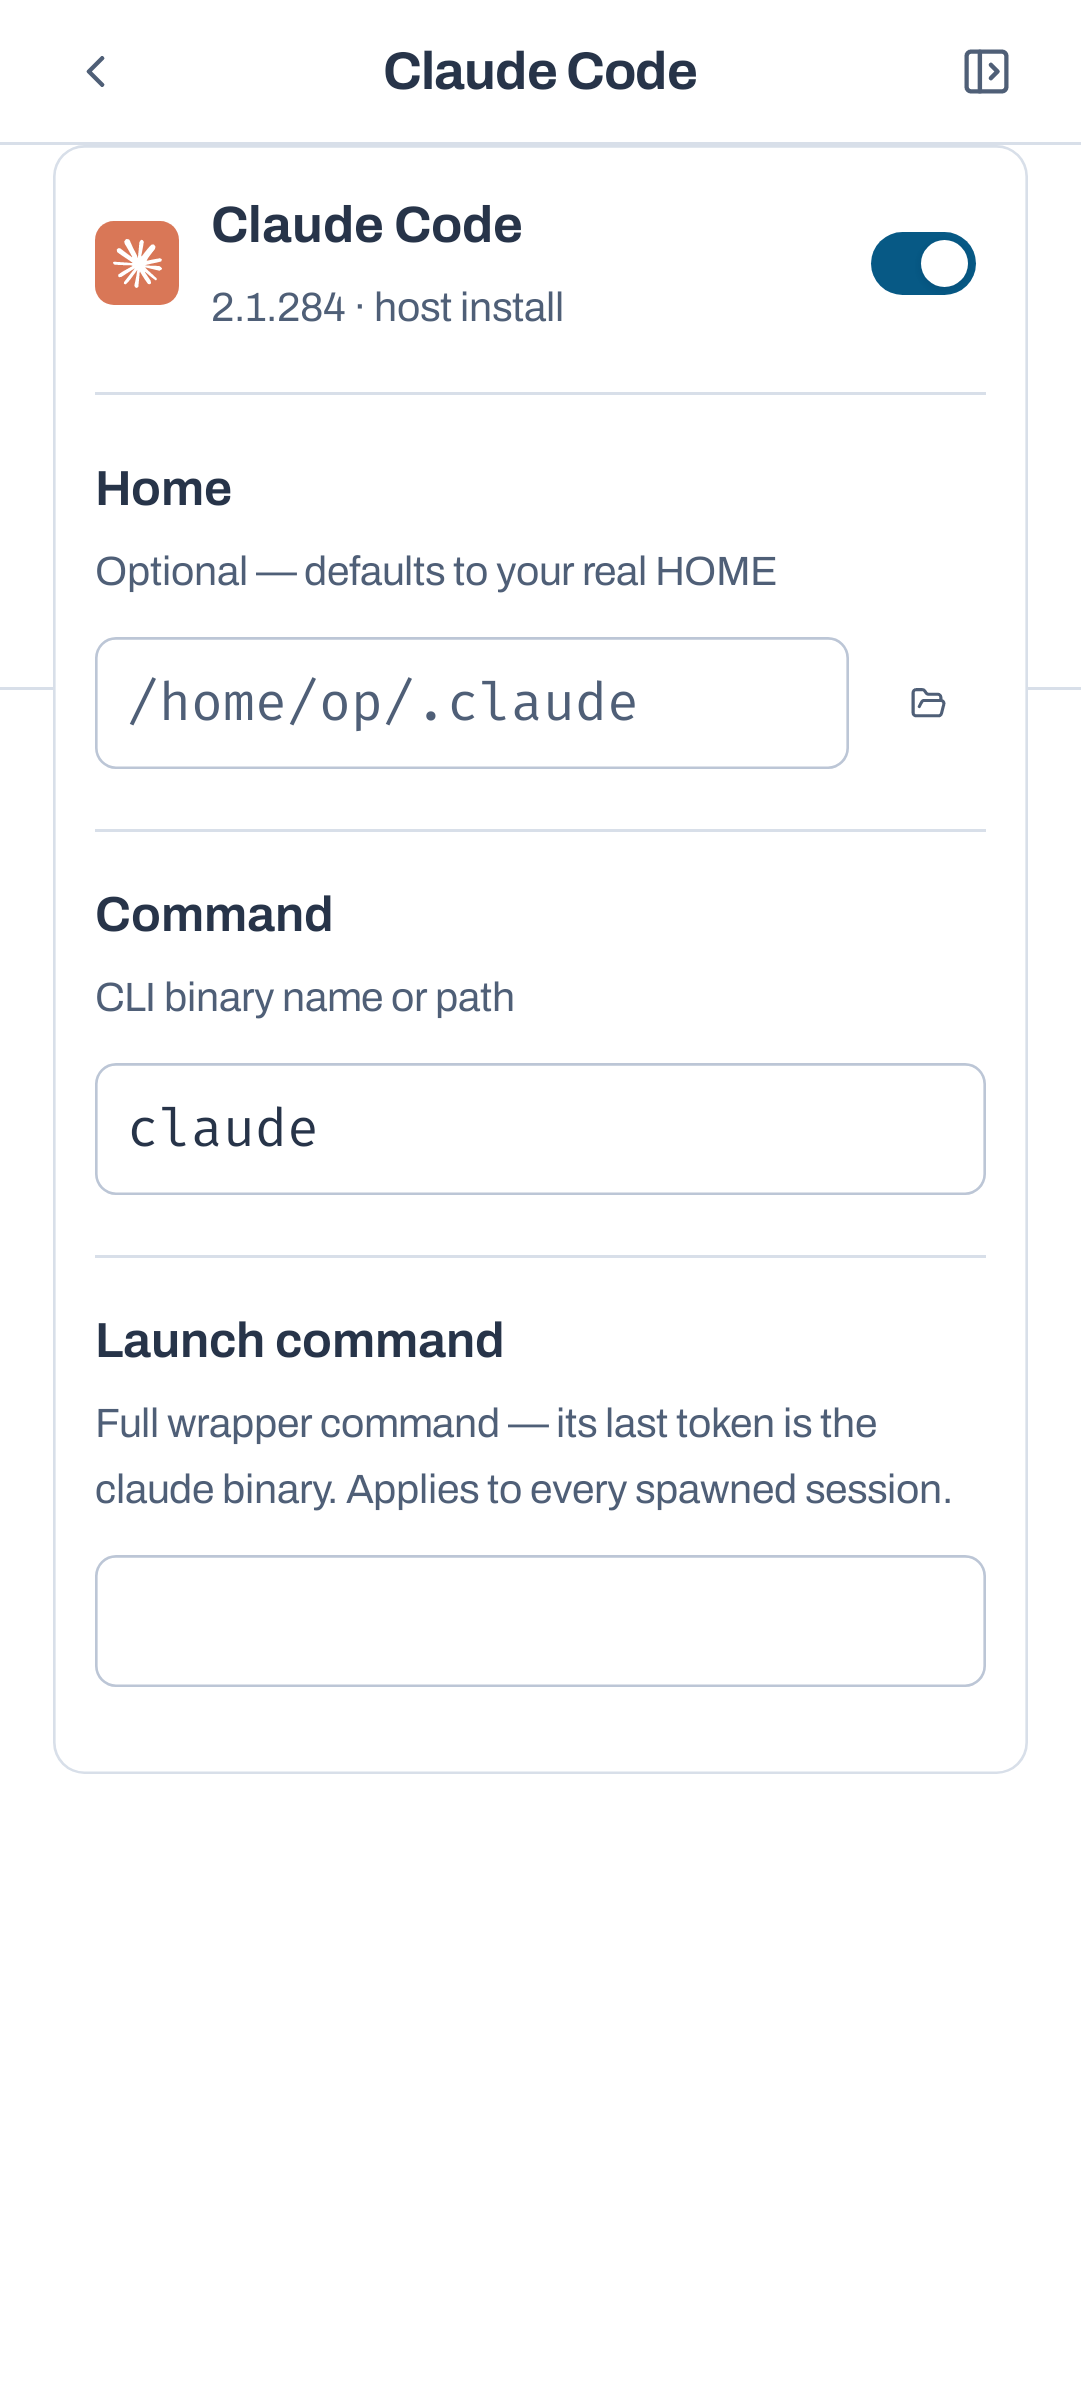 Claude Code
Claude Code
2.1.284 · host install
Home
Optional — defaults to your real HOME
/home/op/.claude
Command
CLI binary name or path
claude
Launch command
Full wrapper command — its last token is the
claude binary. Applies to every spawned session.